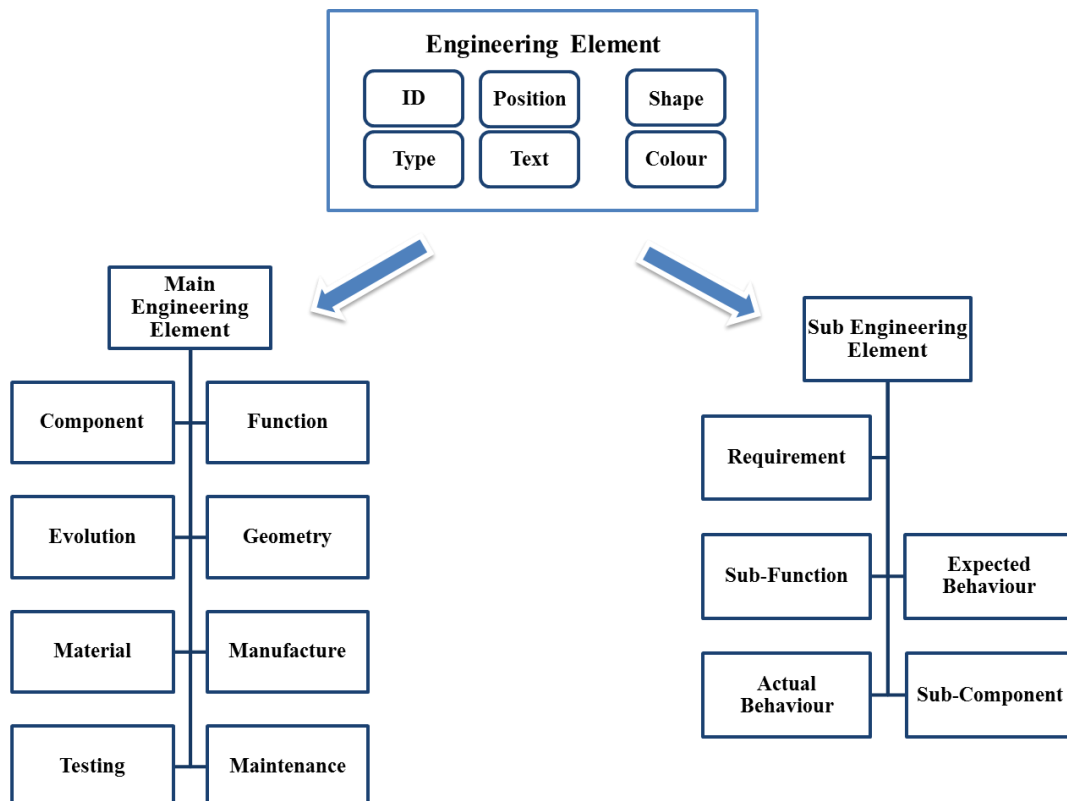 Engineering Element
ID
Position
Shape
Type
Text
Colour
Main
Engineering
Element
Component
Function
Evolution
Geometry
Material
Manufacture
Testing
Maintenance
Sub Engineering
Element
Requirement
Sub-Function
Expected
Behaviour
Actual
Behaviour
Sub-Component